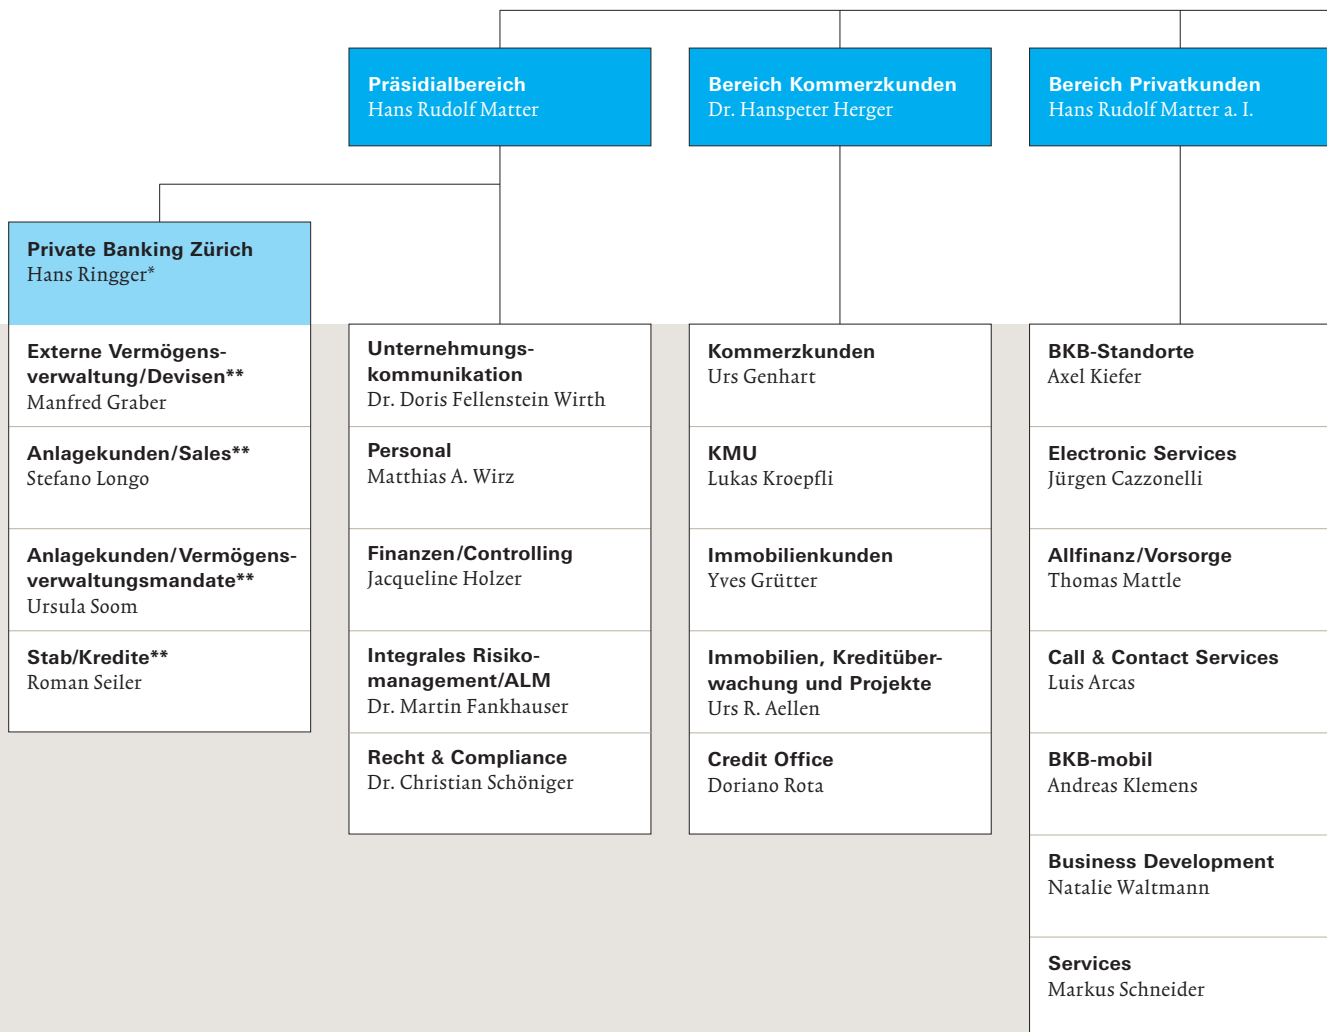 Präsidialbereich
Hans Rudolf Matter
Bereich Kommerzkunden
Dr. Hanspeter Herger
Bereich Privatkunden
Hans Rudolf Matter a. I.
Private Banking Zürich
Hans Ringger*
Externe Vermögens-
verwaltung/Devisen**
Manfred Graber
Anlagekunden/Sales**
Stefano Longo
Anlagekunden/Vermögens-
verwaltungsmandate**
Ursula Soom
Stab/Kredite**
Roman Seiler
Unternehmungs-
kommunikation
Dr. Doris Fellenstein Wirth
Personal
Matthias A. Wirz
Finanzen/Controlling
Jacqueline Holzer
Integrales Risiko-
management/ALM
Dr. Martin Fankhauser
Recht & Compliance
Dr. Christian Schöniger
Kommerzkunden
Urs Genhart
KMU
Lukas Kroepfli
Immobilienkunden
Yves Grütter
Immobilien, Kreditüber-
wachung und Projekte
Urs R. Aellen
Credit Office
Doriano Rota
BKB-Standorte
Axel Kiefer
Electronic Services
Jürgen Cazzonelli
Allfinanz/Vorsorge
Thomas Mattle
Call & Contact Services
Luis Arcas
BKB-mobil
Andreas Klemens
Business Development
Natalie Waltmann
Services
Markus Schneider